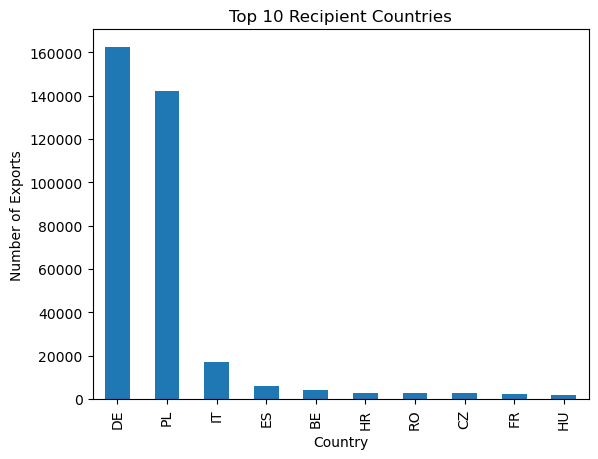 Top 10 Recipient Countries
Number of Exports
160000
140000
120000
100000
80000
60000
40000
20000
0
DE PL IT ES BE HR RO CZ FR HU
Country